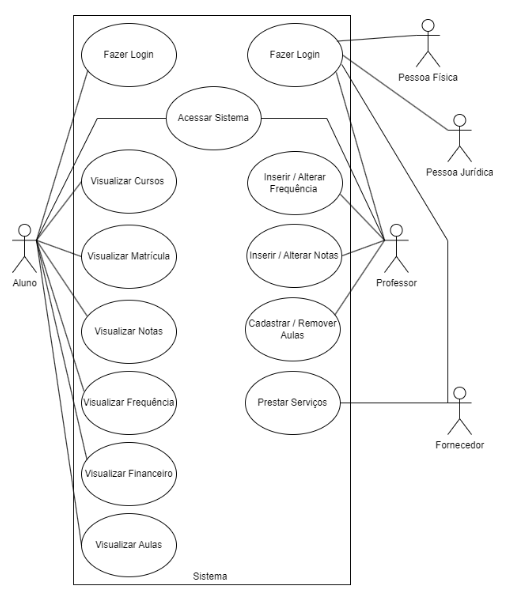 Fazer Login
Fazer Login
Pessoa Física
Acessar Sistema
Pessoa Jurídica
Visualizar Cursos
Inserir / Alterar
Frequência
Visualizar Matrícula
Inserir / Alterar Notas
Aluno
Professor
Visualizar Notas
Cadastrar / Remover
Aulas
Visualizar Frequência
Prestar Serviços
Fornecedor
Visualizar Financeiro
Visualizar Aulas
Sistema